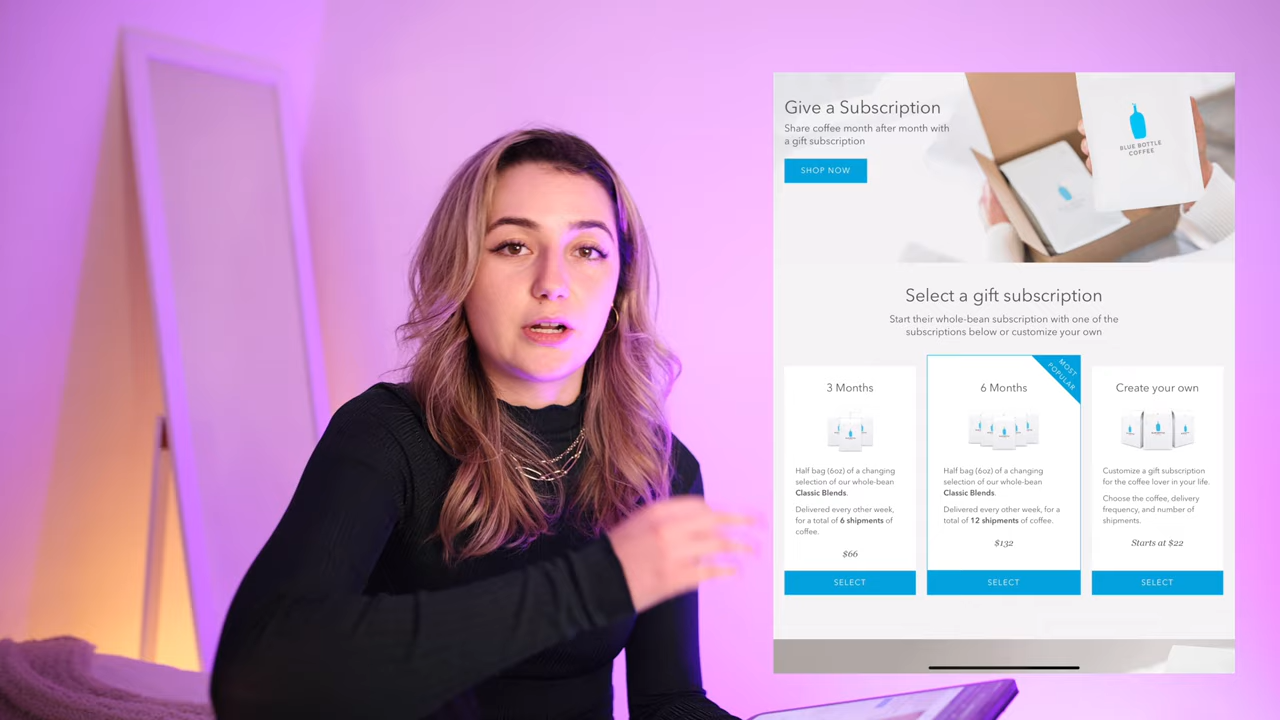 Give a Subscription
Share coffee month after month with
a gift subscription
SHOP NOW
BLUE BOTTLE
COFFEE
Select a gift subscription
Start their whole-bean subscription with one of the
subscriptions below or customize your own
3 Months
Half bag (6oz) of a changing
selection of our whole-bean
Classic Blends.
Delivered every other week,
for a total of 6 shipments of
coffee.
$66
SELECT
MOST
POPULAR
6 Months
Half bag (6oz) of a changing
selection of our whole-bean
Classic Blends.
Delivered every other week, for a
total of 12 shipments of coffee.
$132
SELECT
Create your own
Customize a gift subscription
for the coffee lover in your life.
Choose the coffee, delivery
frequency, and number of
shipments.
Starts at $22
SELECT